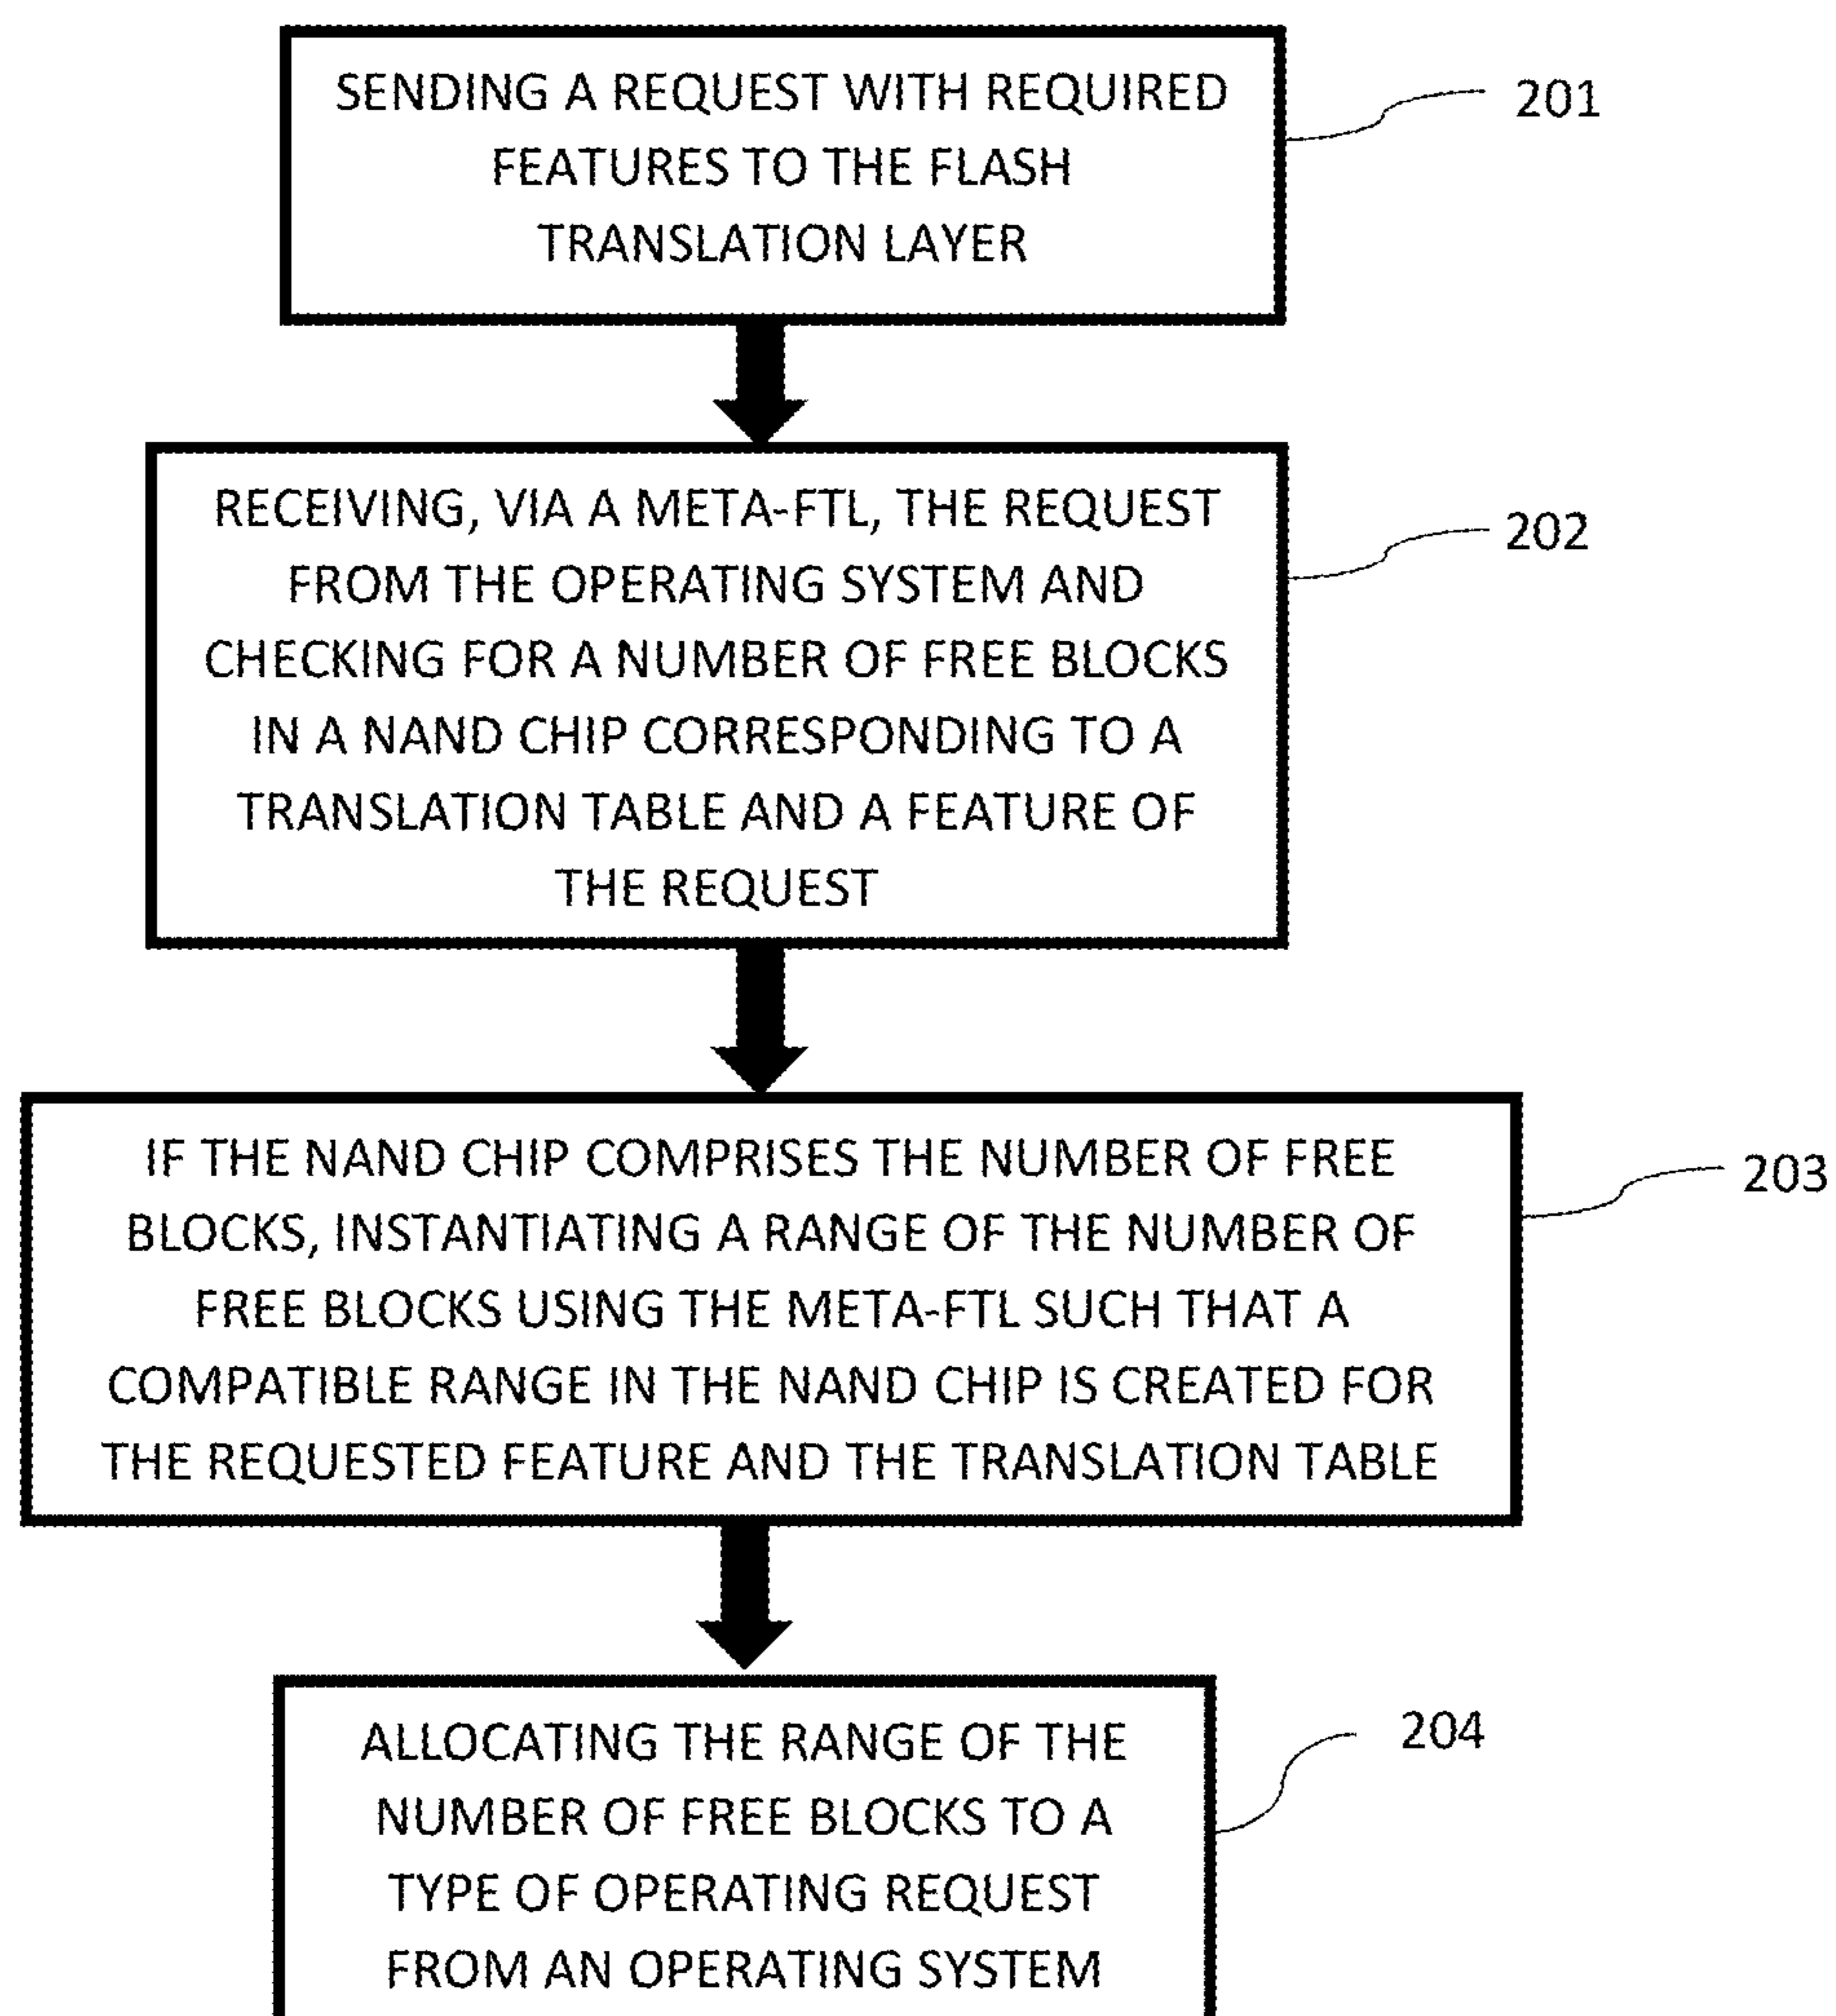 SENDING A REQUEST WITH REQUIRED
FEATURES TO THE FLASH
TRANSLATION LAYER
201
RECEIVING, VIA A META-FTL, THE REQUEST
FROM THE OPERATING SYSTEM AND
CHECKING FOR A NUMBER OF FREE BLOCKS
IN A NAND CHIP CORRESPONDING TO A
TRANSLATION TABLE AND A FEATURE OF
THE REQUEST
202
IF THE NAND CHIP COMPRISES THE NUMBER OF FREE
BLOCKS, INSTANTIATING A RANGE OF THE NUMBER OF
FREE BLOCKS USING THE META-FTL SUCH THAT A
COMPATIBLE RANGE IN THE NAND CHIP IS CREATED FOR
THE REQUESTED FEATURE AND THE TRANSLATION TABLE
203
ALLOCATING THE RANGE OF THE
NUMBER OF FREE BLOCKS TO A
TYPE OF OPERATING REQUEST
FROM AN OPERATING SYSTEM
204